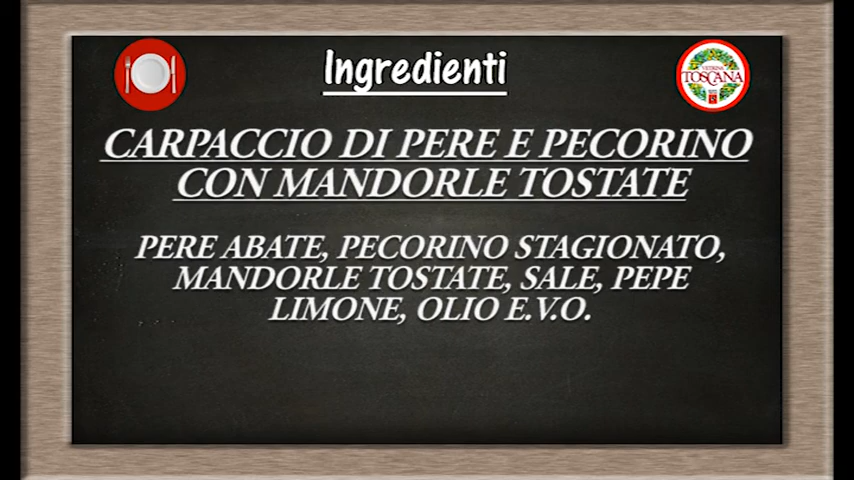 Ingredienti
VETRINA
TOSCANA
CARPACCIO DI PERE E PECORINO
CON MANDORLE TOSTATE
PERE ABATE, PECORINO STAGIONATO,
MANDORLE TOSTATE, SALE, PEPE
LIMONE, OLIO E.V.O.